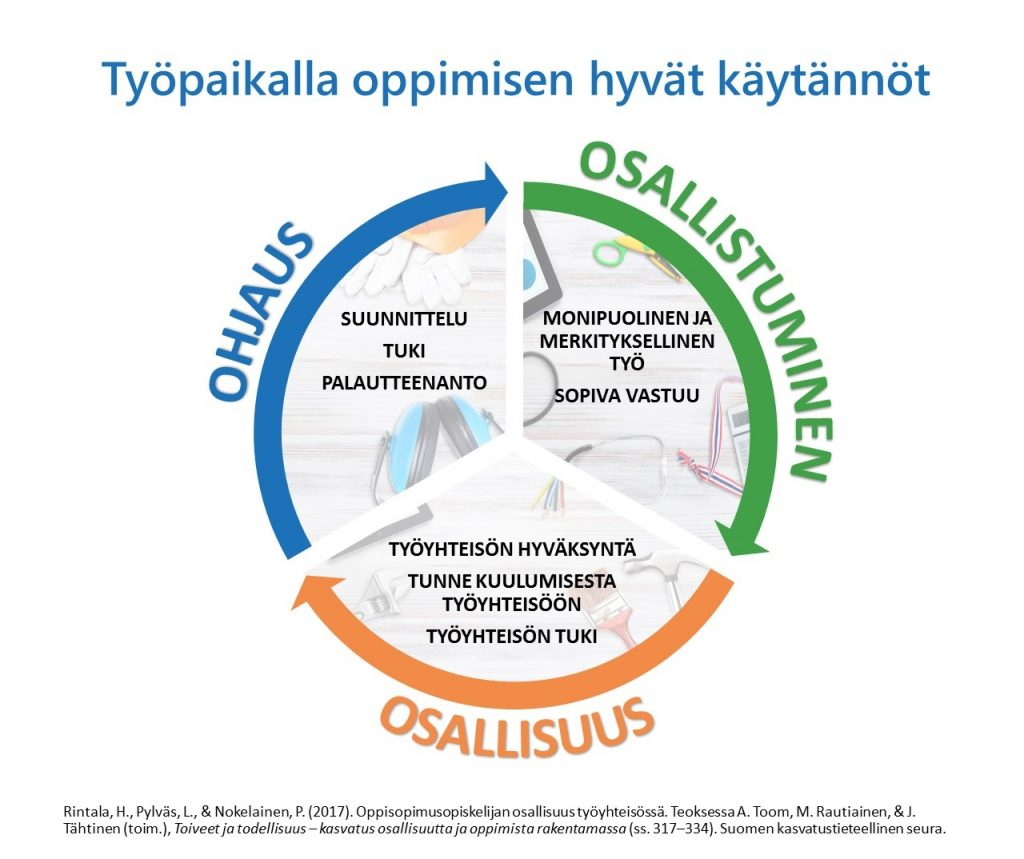 Työpaikalla oppimisen hyvät käytännöt
OHJAUS
SUUNNITTELU
TUKI
PALAUTTEENANTO
OSALLISTUMINEN
MONIPUOLINEN JA
MERKITYKSELLINEN
TYÖ
SOPIVA VASTUU
TYÖYHTEISÖN HYVÄKSYNTÄ
TUNNE KUULUMISESTA
TYÖYHTEISÖÖN
TYÖYHTEISÖN TUKI
OSALLISUUS
Rintala, H., Pylväs, L., & Nokelainen, P. (2017). Oppisopimusopiskelijan osallisuus työyhteisössä. Teoksessa A. Toom, M. Rautiainen, & J.
Tähtinen (toim.), Toiveet ja todellisuus – kasvatus osallisuutta ja oppimista rakentamassa (ss. 317–334). Suomen kasvatustieteellinen seura.